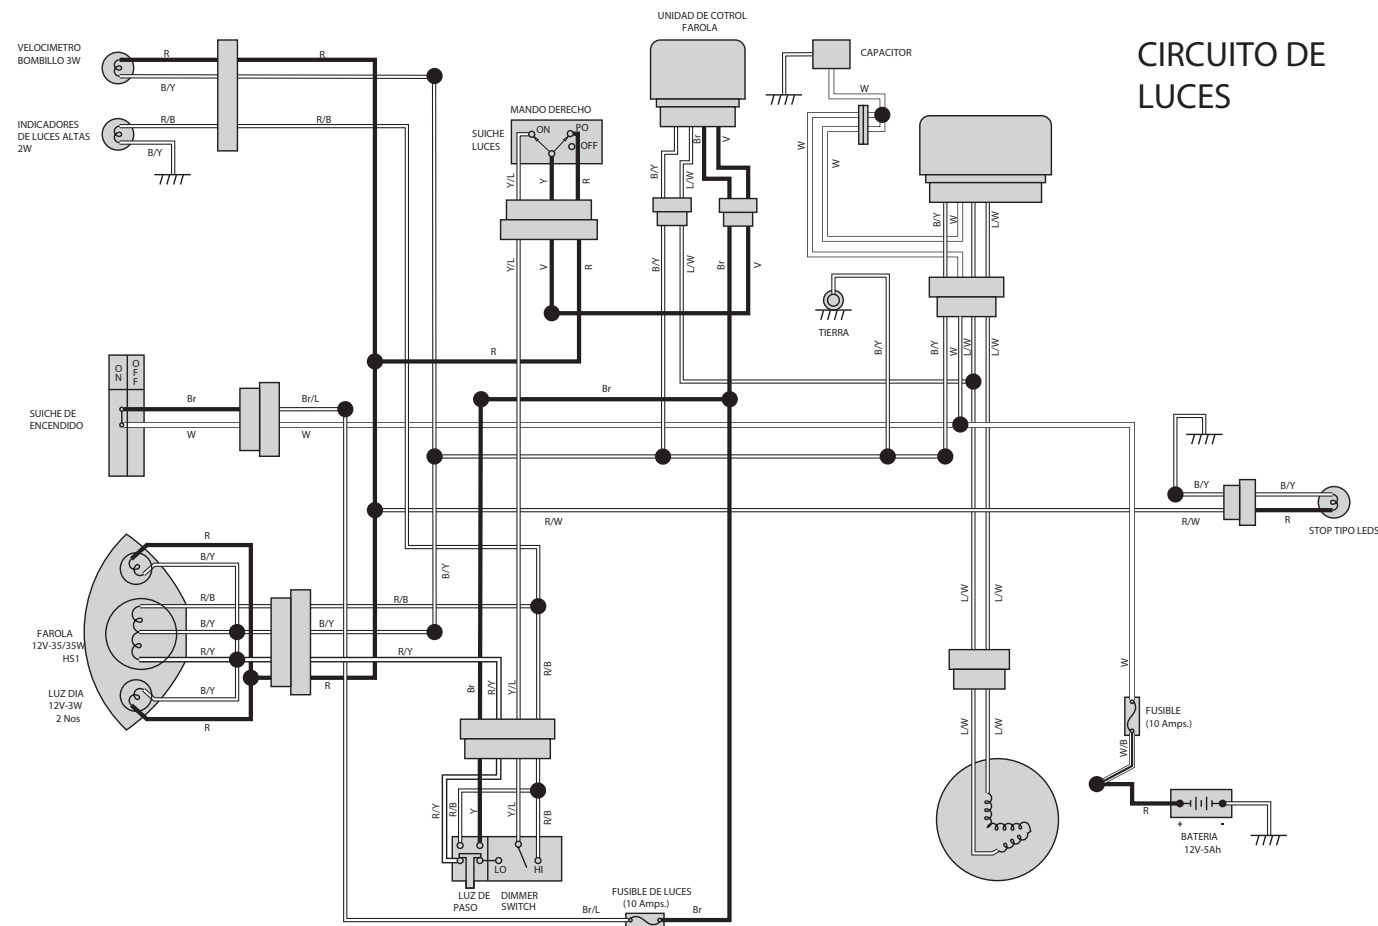 CIRCUITO DE
LUCES
UNIDAD DE COTROL
FAROLA
CAPACITOR
VELOCIMETRO
BOMBILLO 3W
R
R
B/Y
INDICADORES
DE LUCES ALTAS
2W
R/B
R/B
B/Y
MANDO DERECHO
SUICHE
LUCES
ON
PO
OFF
Y/L
Y
R
Y/L
V
R
Br
V
B/Y
L/W
B/Y
L/W
Br
V
W
W
W
B/Y
W
L/W
TIERRA
B/Y
B/Y
W
L/W
L/W
R
ON
OFF
SUICHE DE
ENCENDIDO
Br
W
Br/L
W
Br
R/W
B/Y
B/Y
R/W
R
STOP TIPO LEDS
R
B/Y
R/B
B/Y
R/Y
B/Y
R
FAROLA
12V-35/35W
HS1
LUZ DIA
12V-3W
2 Nos
R/B
B/Y
R/Y
R
B/Y
Br
R/Y
Y/L
R/B
R/Y
R/B
Y
Y/L
R/B
LO
HI
LUZ DE
PASO
DIMMER
SWITCH
Br/L
FUSIBLE DE LUCES
(10 Amps.)
Br
L/W
L/W
L/W
L/W
W
FUSIBLE
(10 Amps.)
W/B
R
+
-
BATERIA
12V-5Ah